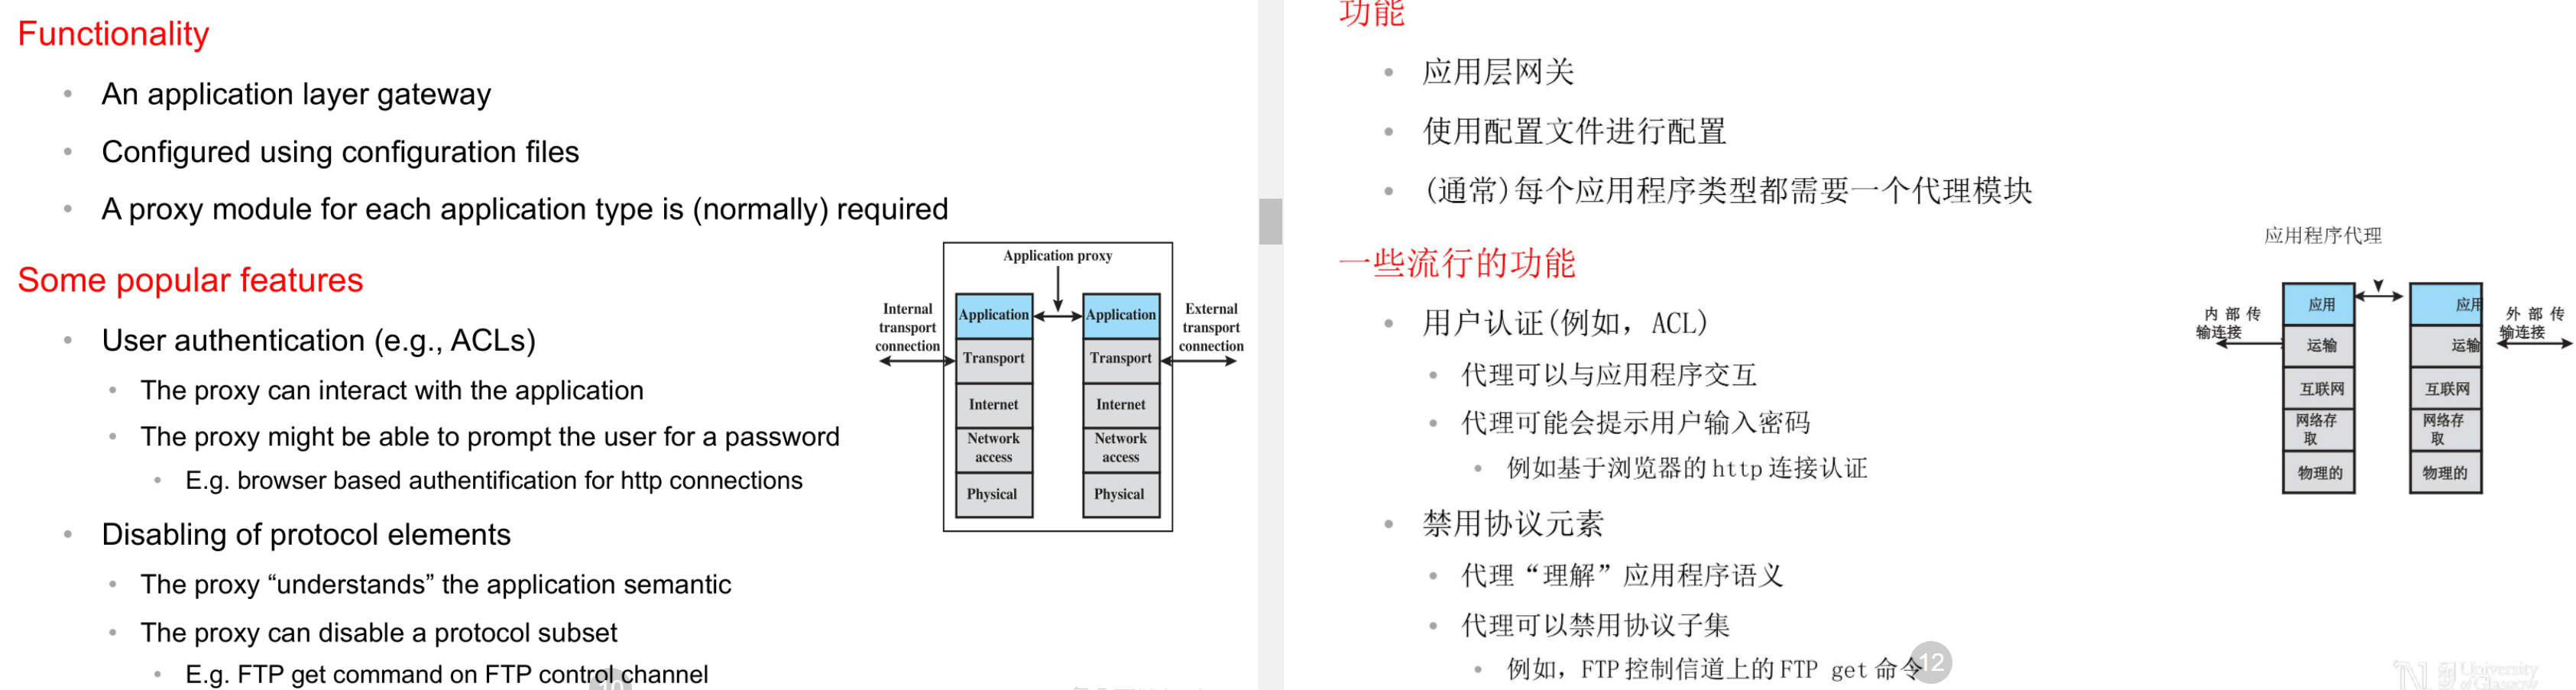 Functionality
• An application layer gateway
• Configured using configuration files
• A proxy module for each application type is (normally) required
Some popular features
• User authentication (e.g., ACLs)
• The proxy can interact with the application
• The proxy might be able to prompt the user for a password
• E.g. browser based authentification for http connections
• Disabling of protocol elements
• The proxy “understands” the application semantic
• The proxy can disable a protocol subset
• E.g. FTP get command on FTP control channel
Application proxy
Internal
transport
connection
Application
Transport
Internet
Network
access
Physical
Application
Transport
Internet
Network
access
Physical
External
transport
connection
功能
• 应用层网关
• 使用配置文件进行配置
• (通常)每个应用程序类型都需要一个代理模块
一些流行的功能
• 用户认证(例如，ACL)
• 代理可以与应用程序交互
• 代理可能会提示用户输入密码
• 例如基于浏览器的http连接认证
• 禁用协议元素
• 代理“理解”应用程序语义
• 代理可以禁用协议子集
• 例如，FTP控制信道上的FTP get命令
12
应用程序代理
内部传
输连接
应用
运输
互联网
网络存
取
物理的
应用
运输
互联网
网络存
取
物理的
外部传
输连接
University
of Glasgow